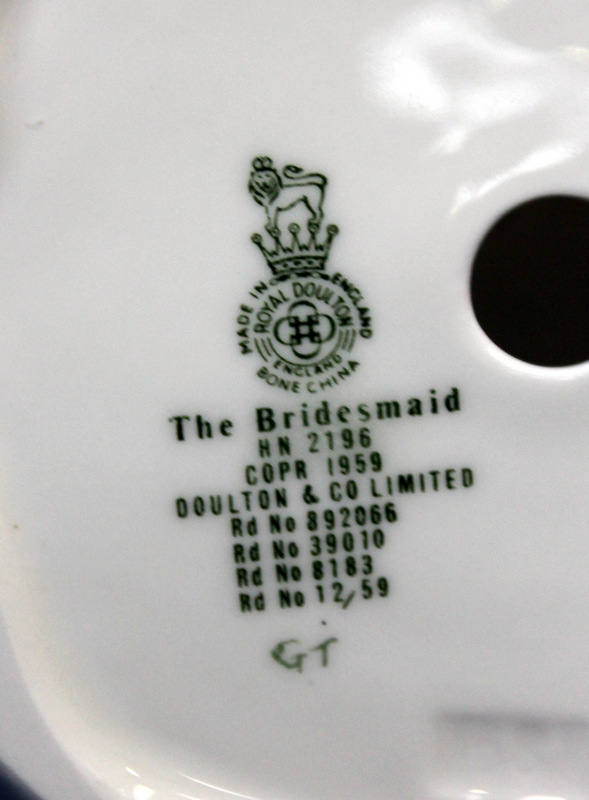 MADE IN ENGLAND
ROYAL DOULTON
ENGLAND
BONE CHINA
The Bridesmaid
HN 2196
COPR 1959
DOULTON & CO LIMITED
Rd No 892066
Rd No 39010
Rd No 8183
Rd No 12/59
GT